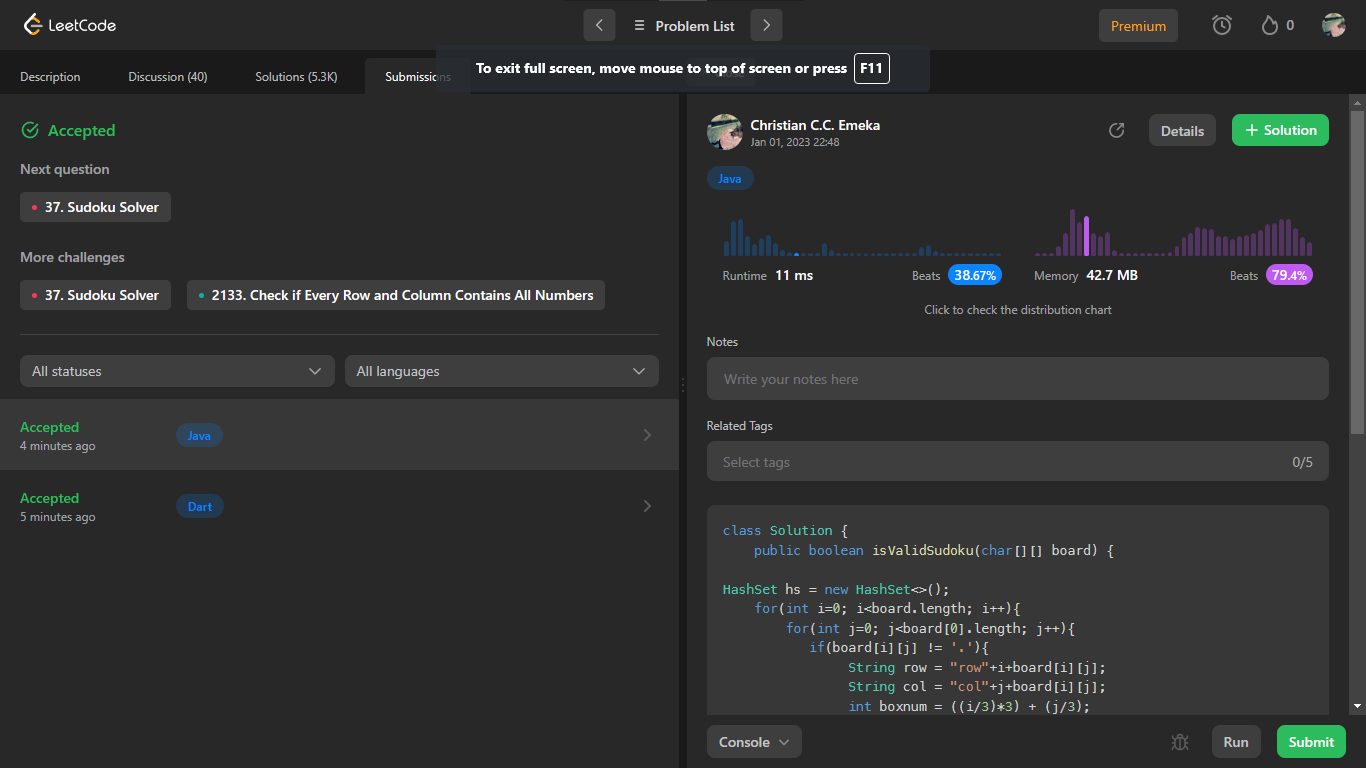 LeetCode
Problem List
Premium
0
Description
Discussion (40)
Solutions (5.3K)
Submissions
To exit full screen, move mouse to top of screen or press F11
Accepted
Next question
37. Sudoku Solver
More challenges
37. Sudoku Solver
2133. Check if Every Row and Column Contains All Numbers
All statuses
All languages
Accepted
4 minutes ago
Java
Accepted
5 minutes ago
Dart
Christian C.C. Emeka
Jan 01, 2023 22:48
Details
+ Solution
Java
Runtime 11 ms
Beats 38.67%
Memory 42.7 MB
Beats 79.4%
Click to check the distribution chart
Notes
Write your notes here
Related Tags
Select tags
0/5
class Solution {
    public boolean isValidSudoku(char[][] board) {
HashSet hs = new HashSet<>();
    for(int i=0; i<board.length; i++){
        for(int j=0; j<board[0].length; j++){
           if(board[i][j] != '.'){
                String row = "row"+i+board[i][j];
                String col = "col"+j+board[i][j];
                int boxnum = ((i/3)*3) + (j/3);
Console
Run
Submit